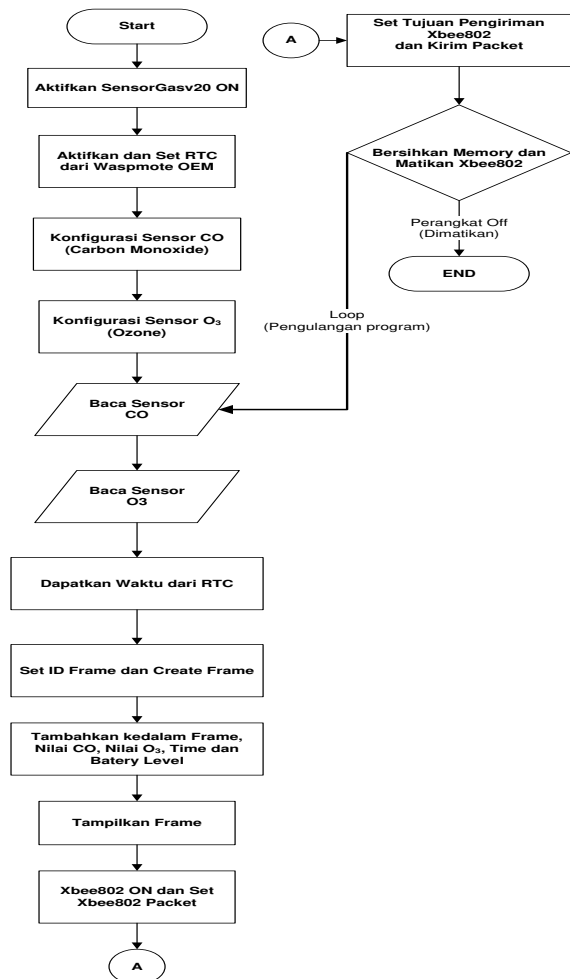 Start
Aktifkan SensorGasv20 ON
Aktifkan dan Set RTC
dari Waspmote OEM
Konfigurasi Sensor CO
(Carbon Monoxide)
Konfigurasi Sensor O₃
(Ozone)
Baca Sensor
CO
Baca Sensor
O3
Dapatkan Waktu dari RTC
Set ID Frame dan Create Frame
Tambahkan kedalam Frame,
Nilai CO, Nilai O₃, Time dan
Batery Level
Tampilkan Frame
Xbee802 ON dan Set
Xbee802 Packet
A
A
Set Tujuan Pengiriman
Xbee802
dan Kirim Packet
Bersihkan Memory dan
Matikan Xbee802
Perangkat Off
(Dimatikan)
END
Loop
(Pengulangan program)